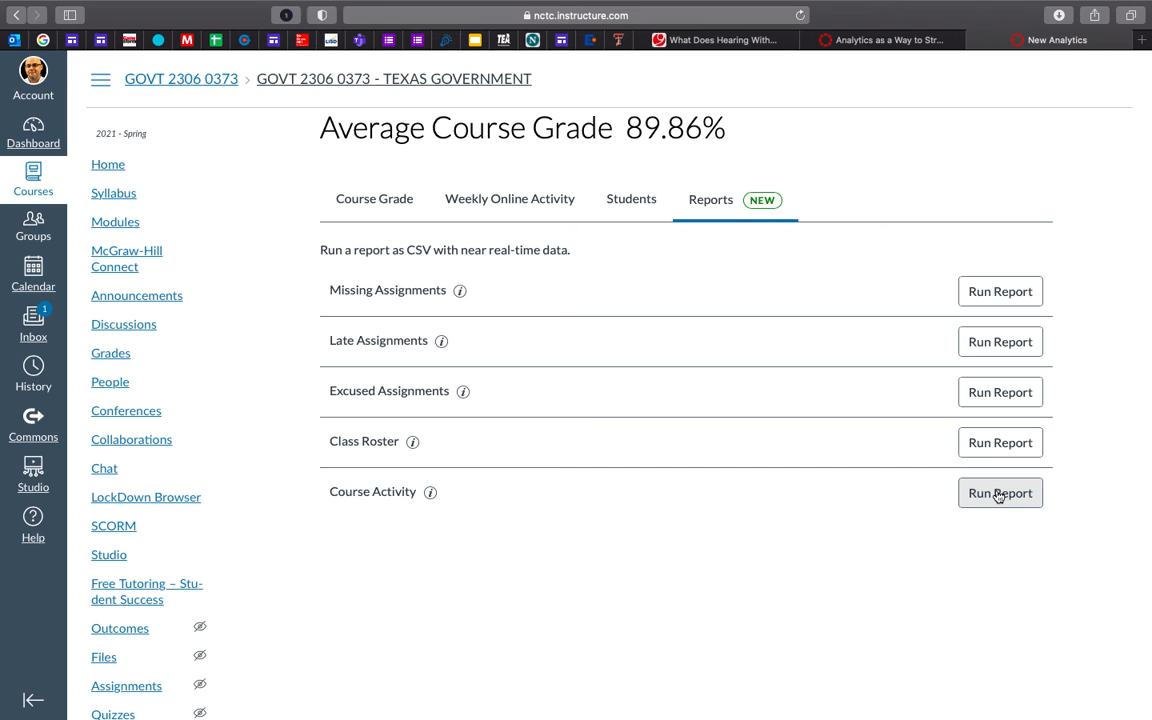 nctc.instructure.com
What Does Hearing With...
Analytics as a Way to Str...
New Analytics
Account
Dashboard
Courses
Groups
Calendar
1
Inbox
History
Commons
Studio
Help
GOVT 2306 0373 > GOVT 2306 0373 - TEXAS GOVERNMENT
2021 - Spring
Home
Syllabus
Modules
McGraw-Hill
Connect
Announcements
Discussions
Grades
People
Conferences
Collaborations
Chat
LockDown Browser
SCORM
Studio
Free Tutoring – Stu-
dent Success
Outcomes
Files
Assignments
Quizzes
Average Course Grade 89.86%
Course Grade Weekly Online Activity Students Reports NEW
Run a report as CSV with near real-time data.
Missing Assignments Run Report
Late Assignments Run Report
Excused Assignments Run Report
Class Roster Run Report
Course Activity Run Report